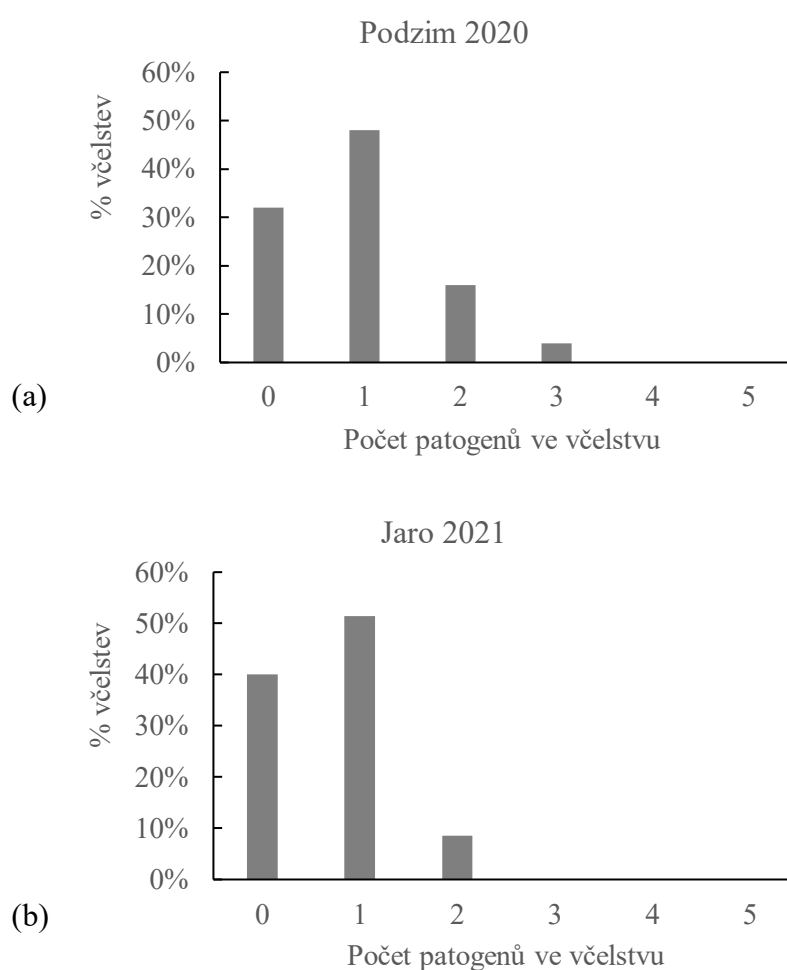 Podzim 2020
60%
50%
40%
30%
20%
10%
0%
% včelstev
0 1 2 3 4 5
Počet patogenů ve včelstvu
(a)
Jaro 2021
60%
50%
40%
30%
20%
10%
0%
% včelstev
0 1 2 3 4 5
Počet patogenů ve včelstvu
(b)